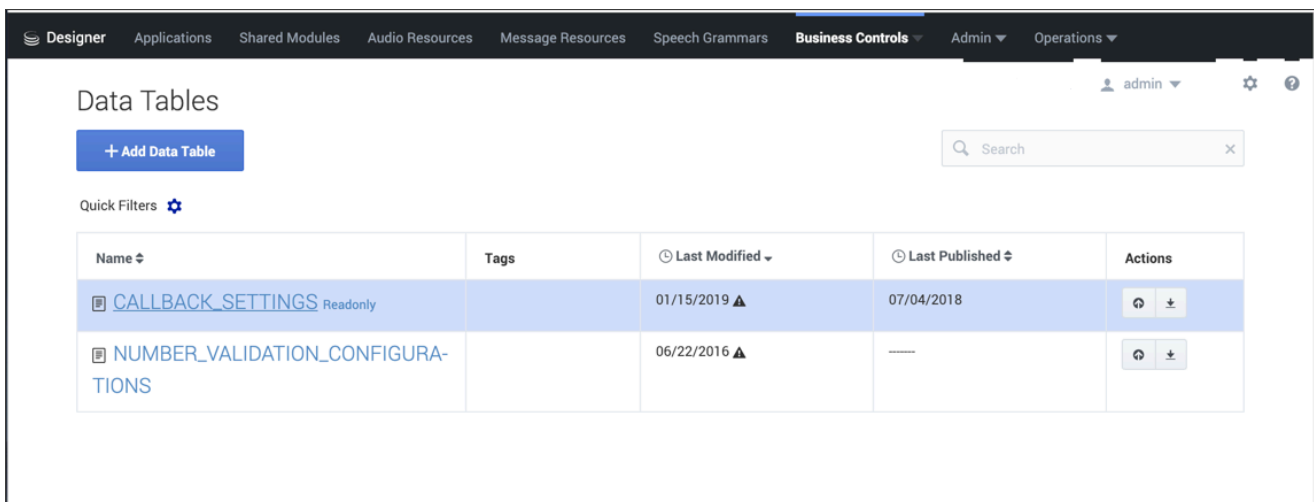 Designer Applications Shared Modules Audio Resources Message Resources Speech Grammars Business Controls Admin Operations
admin
Data Tables
+ Add Data Table
Search
Quick Filters
Name Tags Last Modified Last Published Actions
CALLBACK_SETTINGS Readonly 01/15/2019 07/04/2018
NUMBER_VALIDATION_CONFIGURA- 06/22/2016 -------
TIONS